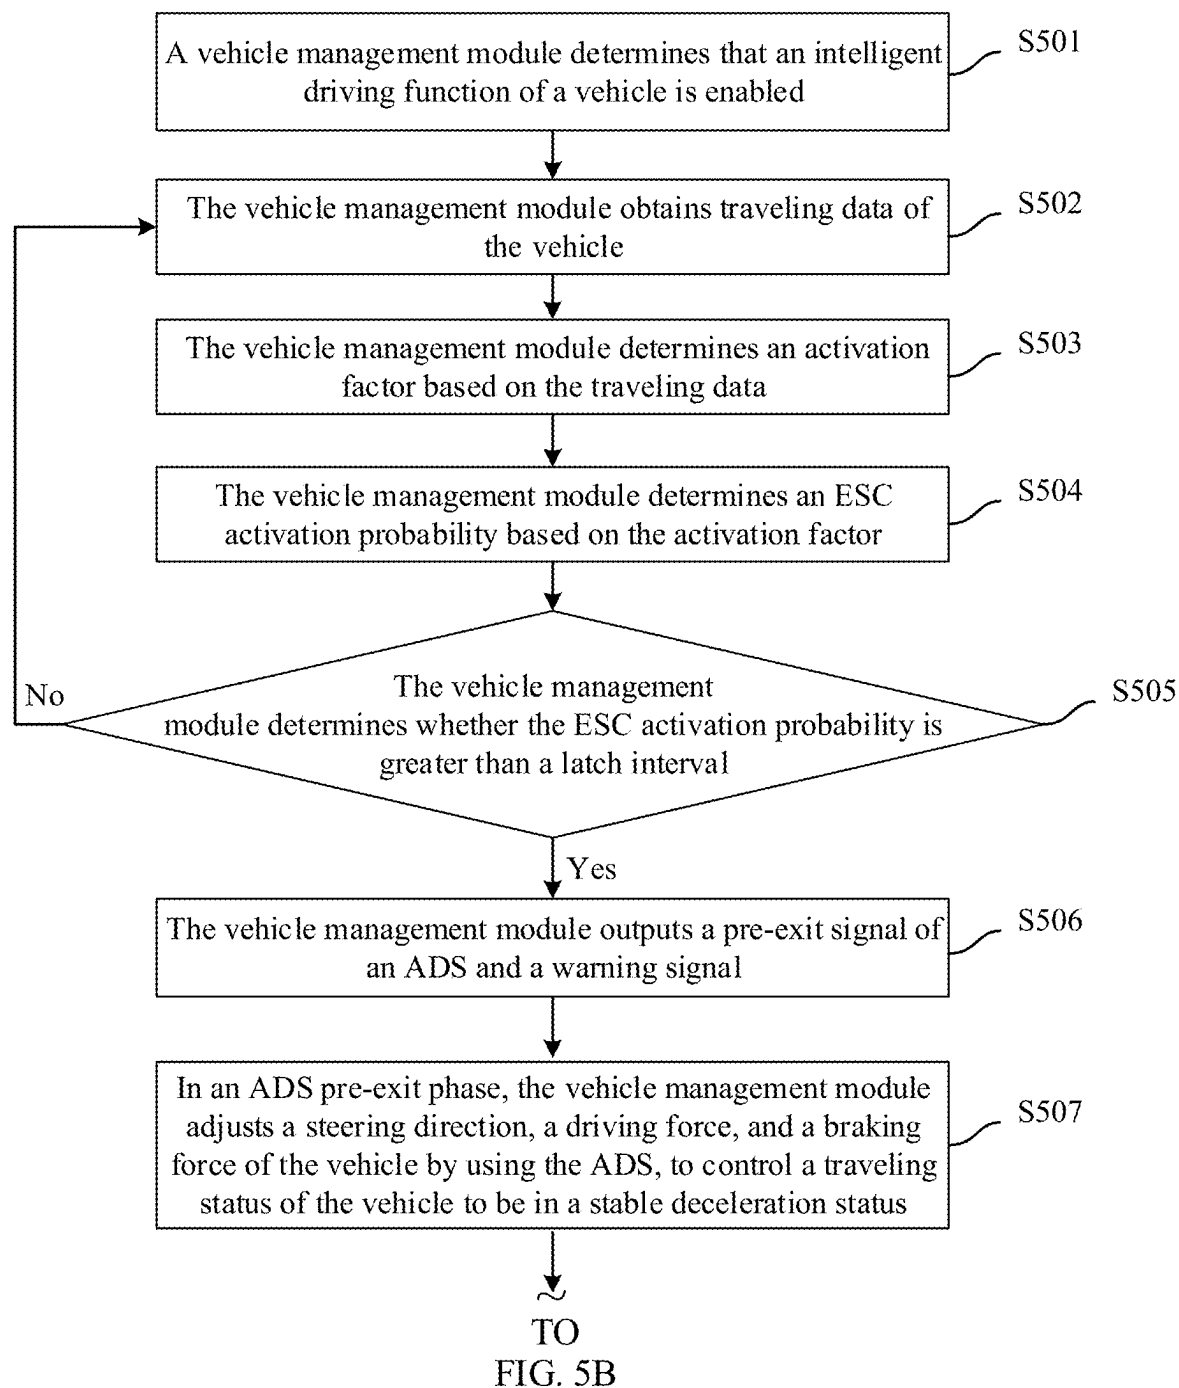 A vehicle management module determines that an intelligent
driving function of a vehicle is enabled
S501
The vehicle management module obtains traveling data of
the vehicle
S502
The vehicle management module determines an activation
factor based on the traveling data
S503
The vehicle management module determines an ESC
activation probability based on the activation factor
S504
The vehicle management
module determines whether the ESC activation probability is
greater than a latch interval
S505
No
Yes
The vehicle management module outputs a pre-exit signal of
an ADS and a warning signal
S506
In an ADS pre-exit phase, the vehicle management module
adjusts a steering direction, a driving force, and a braking
force of the vehicle by using the ADS, to control a traveling
status of the vehicle to be in a stable deceleration status
S507
~
TO
FIG. 5B